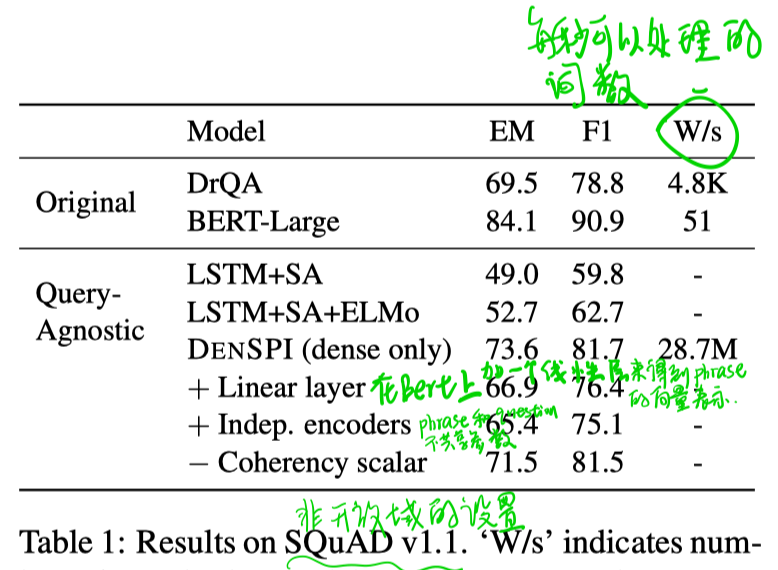 每秒可以处理的
词数
Model EM F1 W/s
Original
DrQA 69.5 78.8 4.8K
BERT-Large 84.1 90.9 51
Query-
Agnostic
LSTM+SA 49.0 59.8 -
LSTM+SA+ELMo 52.7 62.7 -
DENSPI (dense only) 73.6 81.7 28.7M
+ Linear layer 66.9 76.4 -
在Bert上加一个线性层来得到phrase
的向量表示.
+ Indep. encoders 65.4 75.1 -
phrase和question
不共享参数
− Coherency scalar 71.5 81.5 -
非开放域的设置
Table 1: Results on SQuAD v1.1. ‘W/s’ indicates num-